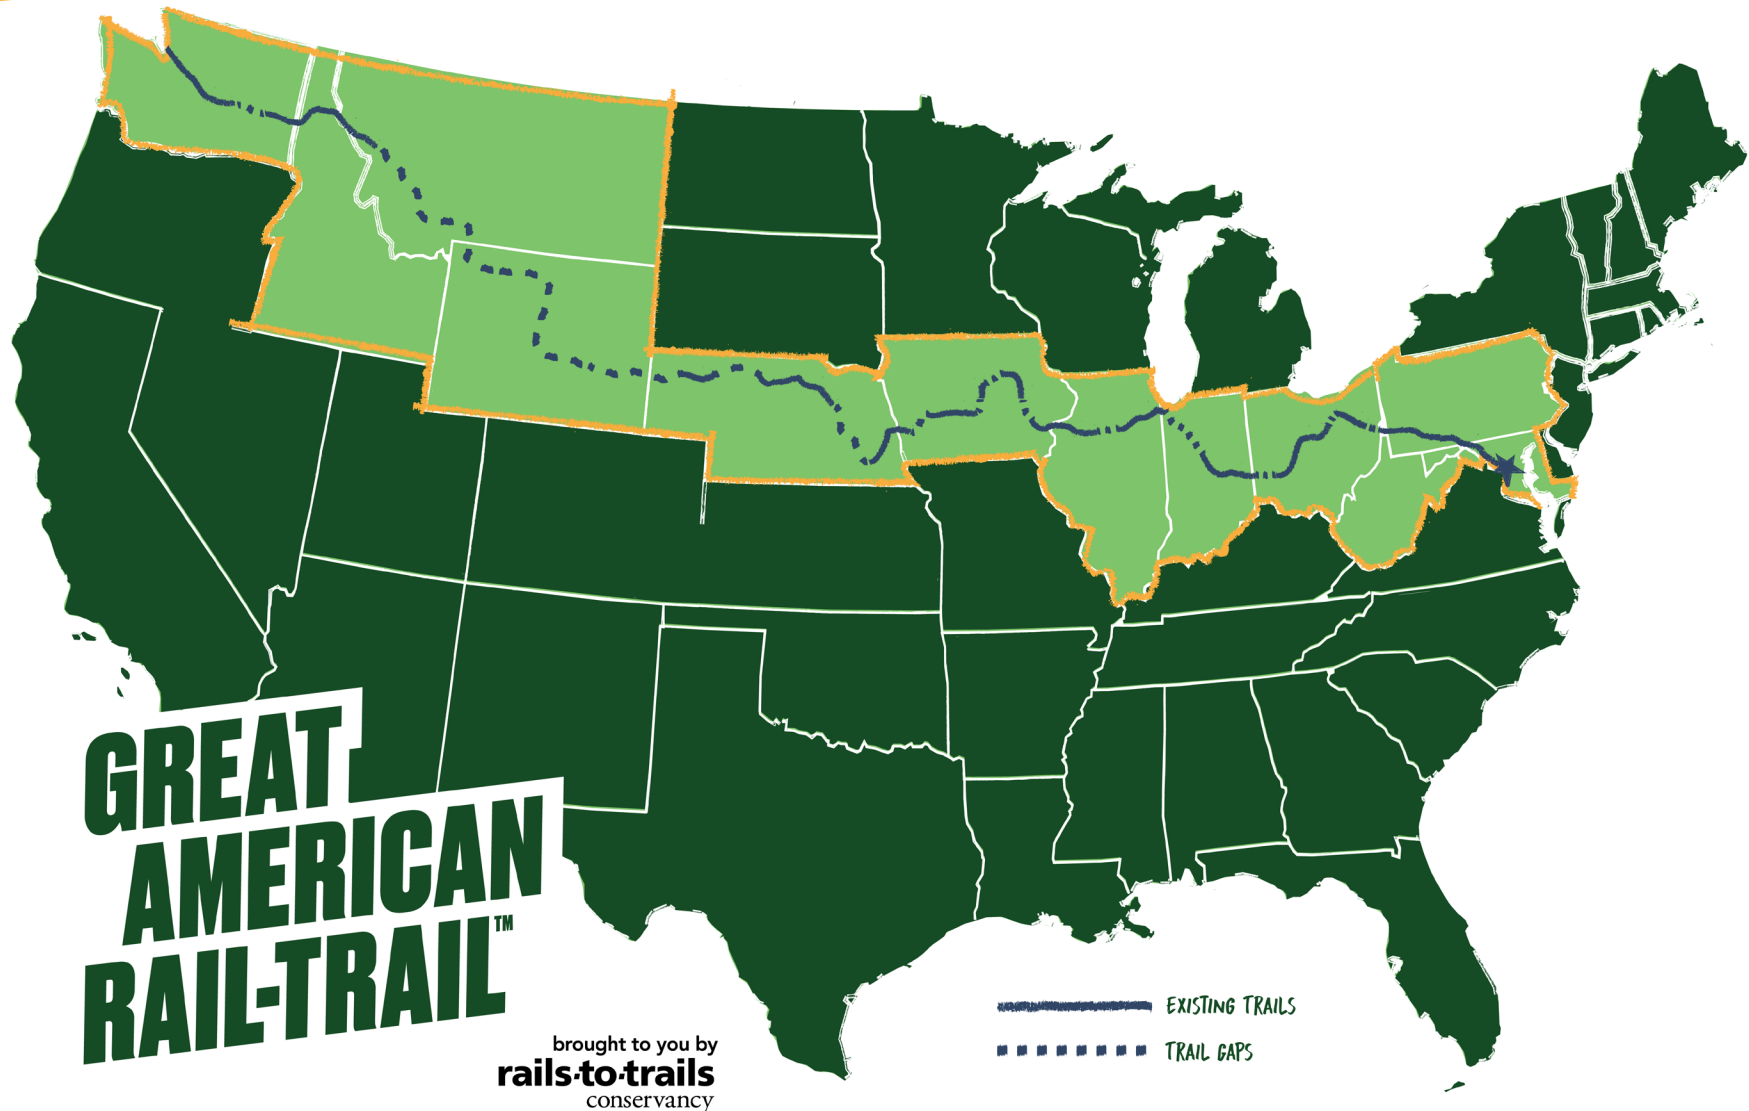 GREAT
AMERICAN
RAIL-TRAIL™
brought to you by
rails·to·trails
conservancy
EXISTING TRAILS
TRAIL GAPS